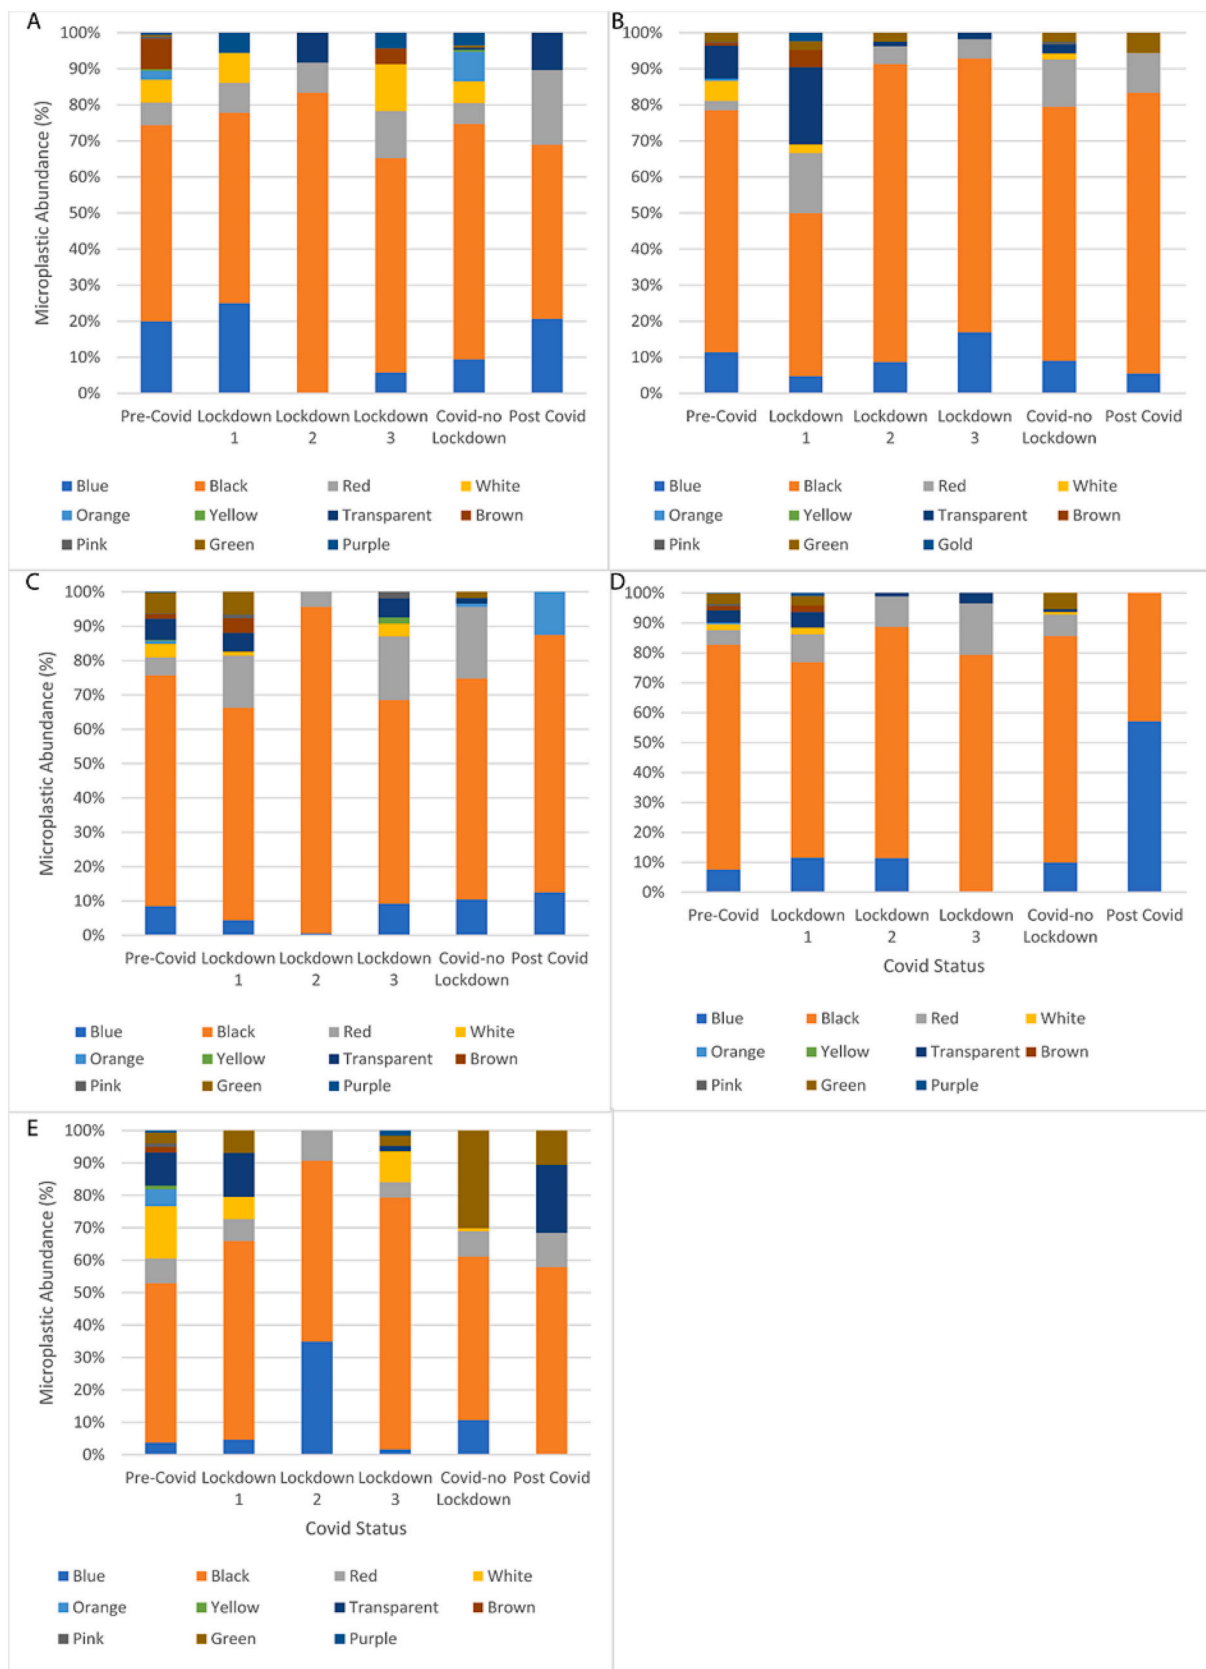 A
Microplastic Abundance (%)
100%
90%
80%
70%
60%
50%
40%
30%
20%
10%
0%
Pre-Covid Lockdown 1 Lockdown 2 Lockdown 3 Covid-no Lockdown Post Covid
Blue Black Red White
Orange Yellow Transparent Brown
Pink Green Purple
B
100%
90%
80%
70%
60%
50%
40%
30%
20%
10%
0%
Pre-Covid Lockdown 1 Lockdown 2 Lockdown 3 Covid-no Lockdown Post Covid
Blue Black Red White
Orange Yellow Transparent Brown
Pink Green Gold
C
Microplastic Abundance (%)
100%
90%
80%
70%
60%
50%
40%
30%
20%
10%
0%
Pre-Covid Lockdown 1 Lockdown 2 Lockdown 3 Covid-no Lockdown Post Covid
Blue Black Red White
Orange Yellow Transparent Brown
Pink Green Purple
D
100%
90%
80%
70%
60%
50%
40%
30%
20%
10%
0%
Pre-Covid Lockdown 1 Lockdown 2 Lockdown 3 Covid-no Lockdown Post Covid
Covid Status
Blue Black Red White
Orange Yellow Transparent Brown
Pink Green Purple
E
Microplastic Abundance (%)
100%
90%
80%
70%
60%
50%
40%
30%
20%
10%
0%
Pre-Covid Lockdown 1 Lockdown 2 Lockdown 3 Covid-no Lockdown Post Covid
Covid Status
Blue Black Red White
Orange Yellow Transparent Brown
Pink Green Purple